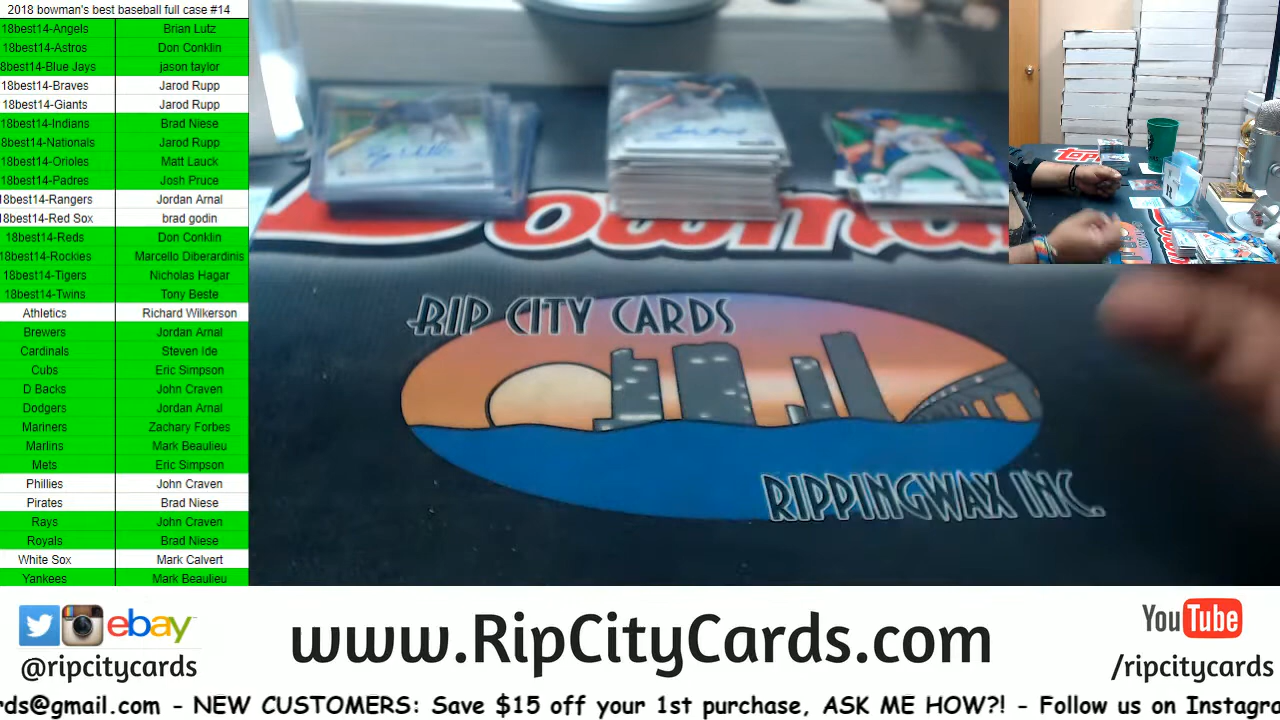 2018 bowman's best baseball full case #14
18best14-Angels Brian Lutz
18best14-Astros Don Conklin
8best14-Blue Jays jason taylor
18best14-Braves Jarod Rupp
18best14-Giants Jarod Rupp
18best14-Indians Brad Niese
8best14-Nationals Jarod Rupp
18best14-Orioles Matt Lauck
18best14-Padres Josh Pruce
18best14-Rangers Jordan Arnal
18best14-Red Sox brad godin
18best14-Reds Don Conklin
18best14-Rockies Marcello Diberardinis
18best14-Tigers Nicholas Hagar
18best14-Twins Tony Beste
Athletics Richard Wilkerson
Brewers Jordan Arnal
Cardinals Steven Ide
Cubs Eric Simpson
D Backs John Craven
Dodgers Jordan Arnal
Mariners Zachary Forbes
Marlins Mark Beaulieu
Mets Eric Simpson
Phillies John Craven
Pirates Brad Niese
Rays John Craven
Royals Brad Niese
White Sox Mark Calvert
Yankees Mark Beaulieu
Bowma
topps
RIP CITY CARDS
RIPPINGWAX INC.
ebay
@ripcitycards
www.RipCityCards.com
YouTube
/ripcitycards
rds@gmail.com - NEW CUSTOMERS: Save $15 off your 1st purchase, ASK ME HOW?! - Follow us on Instagra